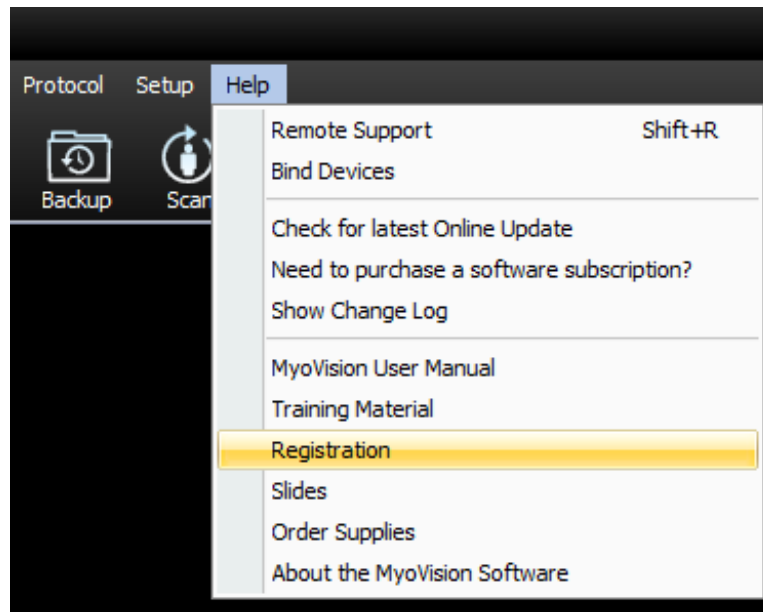 Protocol Setup Help
Backup Scan
Remote Support Shift+R
Bind Devices
Check for latest Online Update
Need to purchase a software subscription?
Show Change Log
MyoVision User Manual
Training Material
Registration
Slides
Order Supplies
About the MyoVision Software